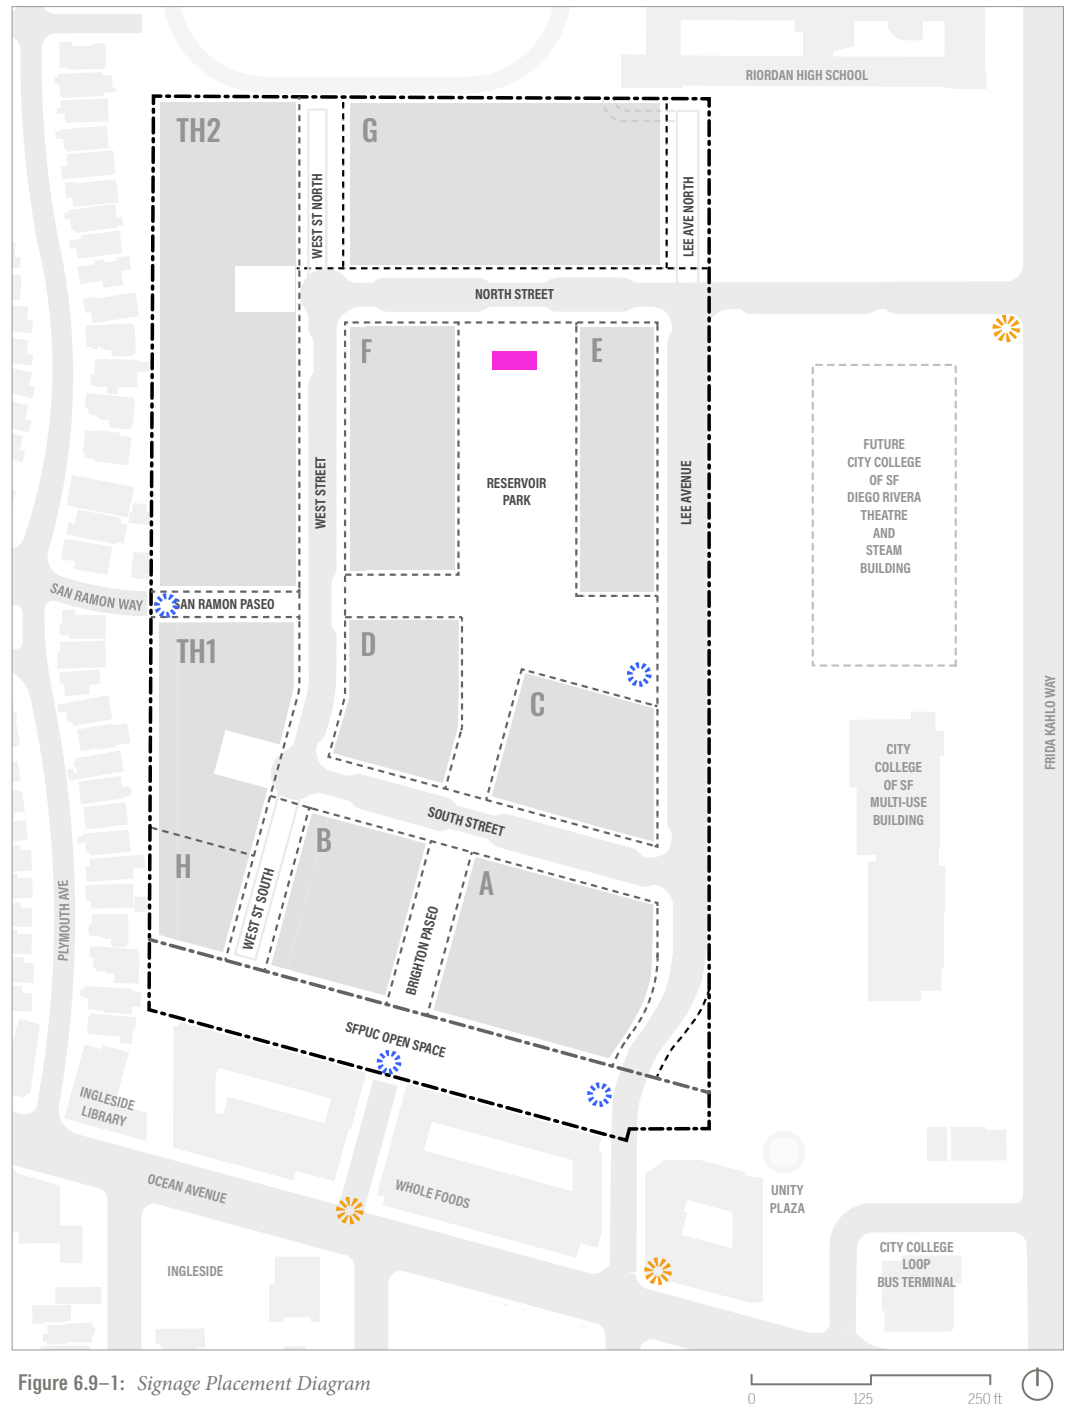 RIORDAN HIGH SCHOOL
TH2
G
WEST ST NORTH
LEE AVE NORTH
NORTH STREET
F
E
RESERVOIR
PARK
WEST STREET
LEE AVENUE
FUTURE
CITY COLLEGE
OF SF
DIEGO RIVERA
THEATRE
AND
STEAM
BUILDING
SAN RAMON WAY
SAN RAMON PASEO
TH1
D
C
FRIDA KAHLO WAY
CITY
COLLEGE
OF SF
MULTI-USE
BUILDING
SOUTH STREET
B
H
A
WEST ST SOUTH
BRIGHTON PASEO
PLYMOUTH AVE
SFPUC OPEN SPACE
INGLESIDE
LIBRARY
OCEAN AVENUE
WHOLE FOODS
UNITY
PLAZA
INGLESIDE
CITY COLLEGE
LOOP
BUS TERMINAL
Figure 6.9–1: Signage Placement Diagram
0 125 250 ft